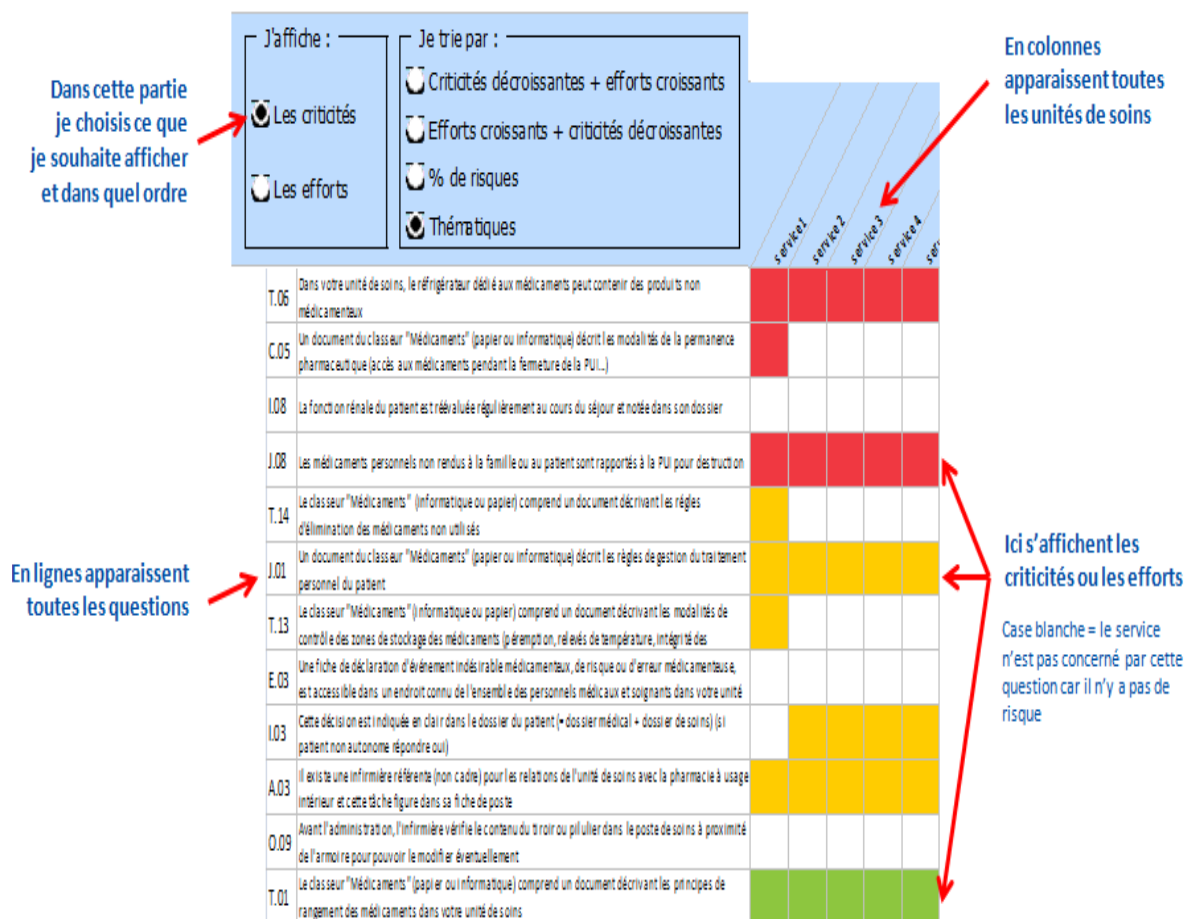 J'affiche :
Les criticités
Les efforts
Je trie par :
Criticités décroissantes + efforts croissants
Efforts croissants + criticités décroissantes
% de risques
Thématiques
Dans cette partie
je choisis ce que
je souhaite afficher
et dans quel ordre
En colonnes
apparaissent toutes
les unités de soins
service 1
service 2
service 3
service 4
ser
T.06
Dans votre unité de soins, le réfrigérateur dédié aux médicaments peut contenir des produits non
médicamenteux
C.05
Un document du classeur "Médicaments" (papier ou informatique) décrit les modalités de la permanence
pharmaceutique (accès aux médicaments pendant la fermeture de la PUI...)
I.08
La fonction rénale du patient est réévaluée régulièrement au cours du séjour et notée dans son dossier
J.08
Les médicaments personnels non rendus à la famille ou au patient sont rapportés à la PUI pour destruction
T.14
Le classeur "Médicaments" (informatique ou papier) comprend un document décrivant les règles
d'élimination des médicaments non utilisés
J.01
Un document du classeur "Médicaments" (papier ou informatique) décrit les règles de gestion du traitement
personnel du patient
T.13
Le classeur "Médicaments" (informatique ou papier) comprend un document décrivant les modalités de
contrôle des zones de stockage des médicaments (péremption, relevés de température, intégrité des
E.03
Une fiche de déclaration d'événement indésirable médicamenteux, de risque ou d'erreur médicamenteuse,
est accessible dans un endroit connu de l'ensemble des personnels médicaux et soignants dans votre unité
I.03
Cette décision est indiquée en clair dans le dossier du patient (= dossier médical + dossier de soins) (si
patient non autonome répondre oui)
A.03
Il existe une infirmière référente (non cadre) pour les relations de l'unité de soins avec la pharmacie à usage
intérieur et cette tâche figure dans sa fiche de poste
O.09
Avant l'administration, l'infirmière vérifie le contenu du tiroir ou pilulier dans le poste de soins à proximité
de l'armoire pour pouvoir le modifier éventuellement
T.01
Le classeur "Médicaments" (papier ou informatique) comprend un document décrivant les principes de
rangement des médicaments dans votre unité de soins
En lignes apparaissent
toutes les questions
Ici s'affichent les
criticités ou les efforts
Case blanche = le service
n'est pas concerné par cette
question car il n'y a pas de
risque